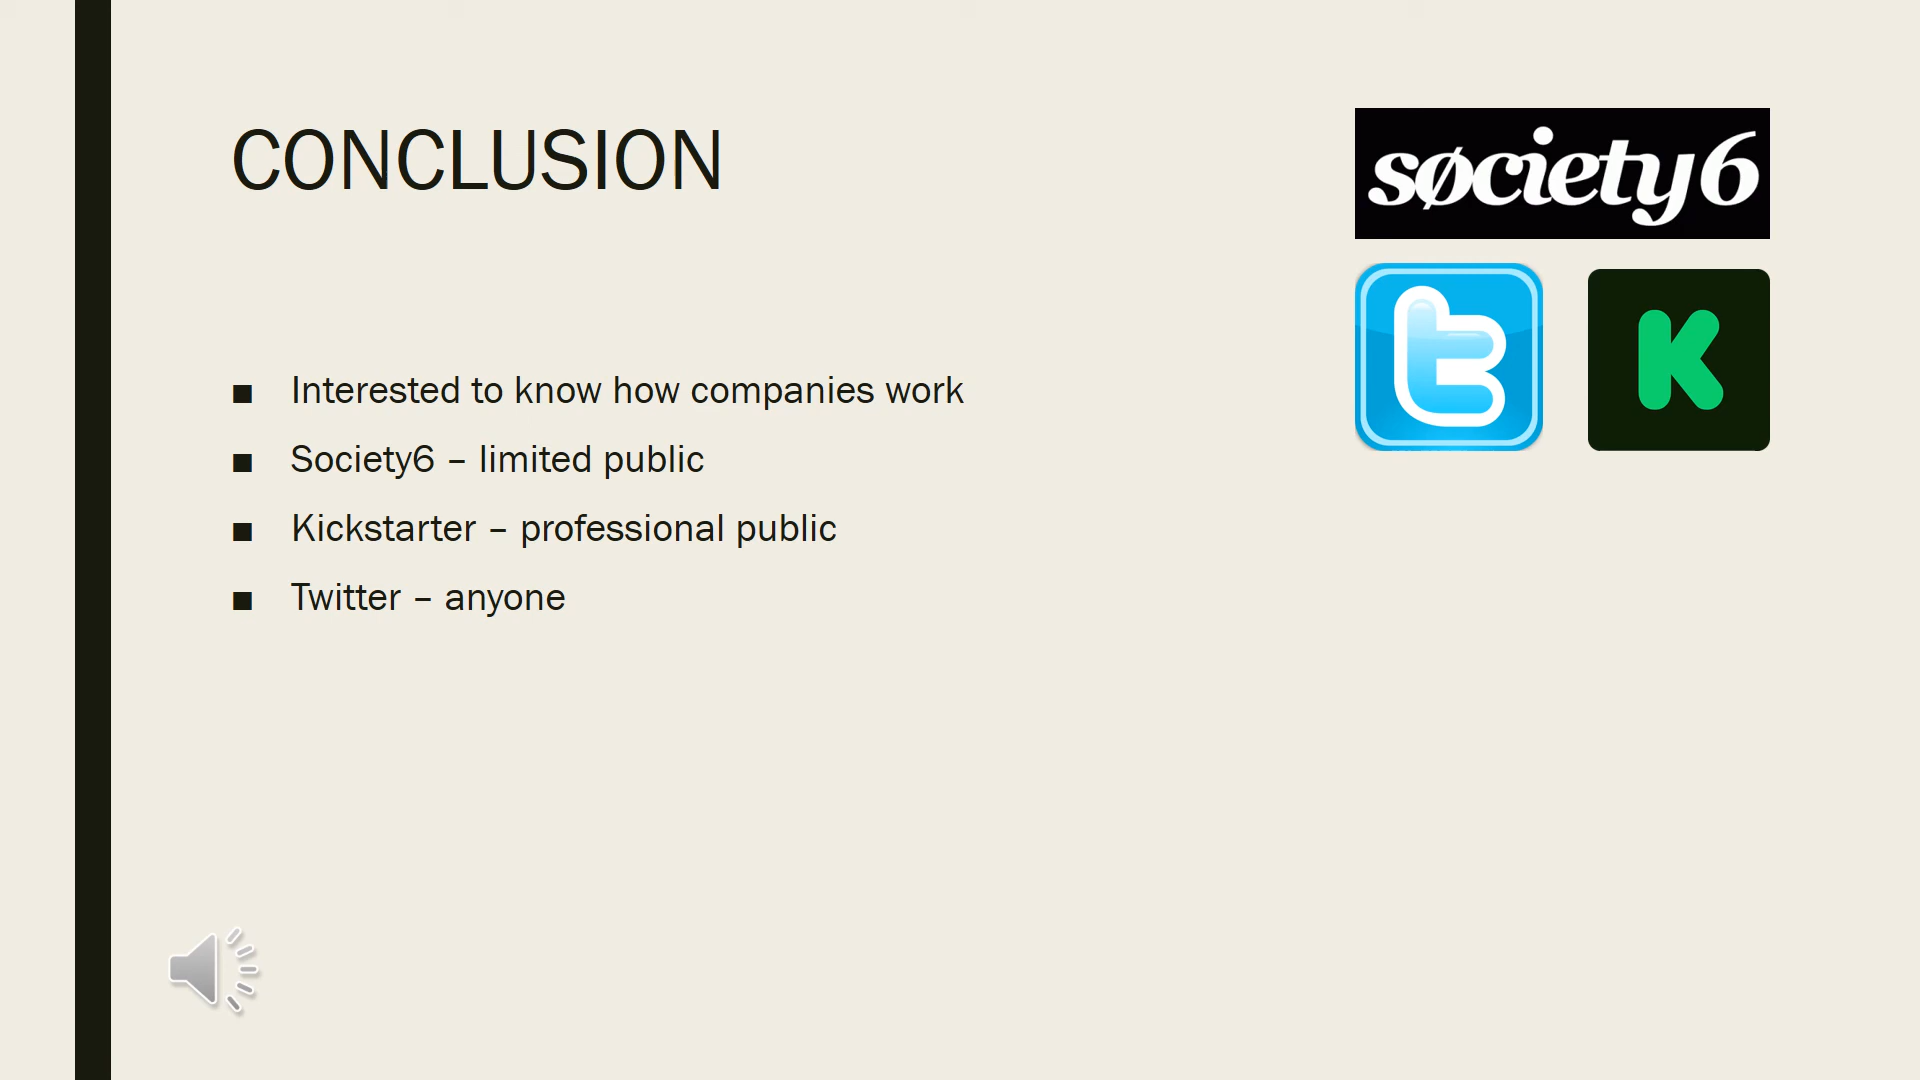 CONCLUSION
søciety6
t
K
■ Interested to know how companies work
■ Society6 – limited public
■ Kickstarter – professional public
■ Twitter – anyone